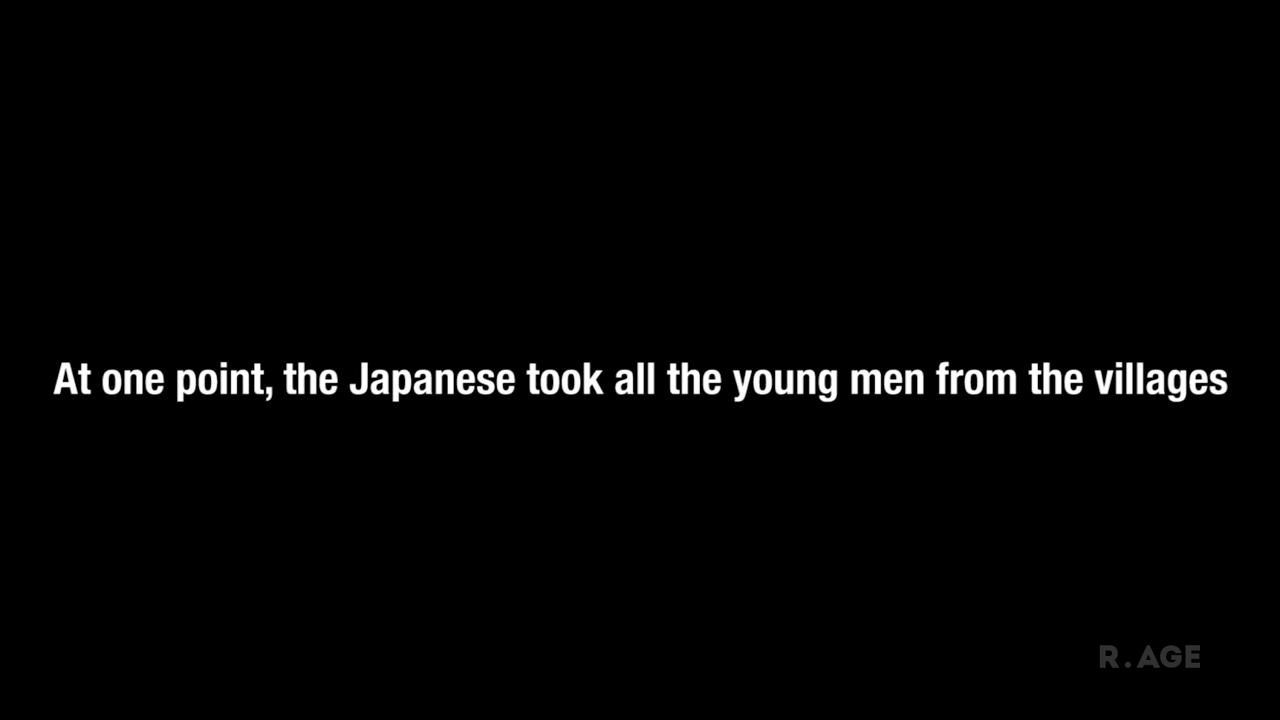 At one point, the Japanese took all the young men from the villages
R.AGE